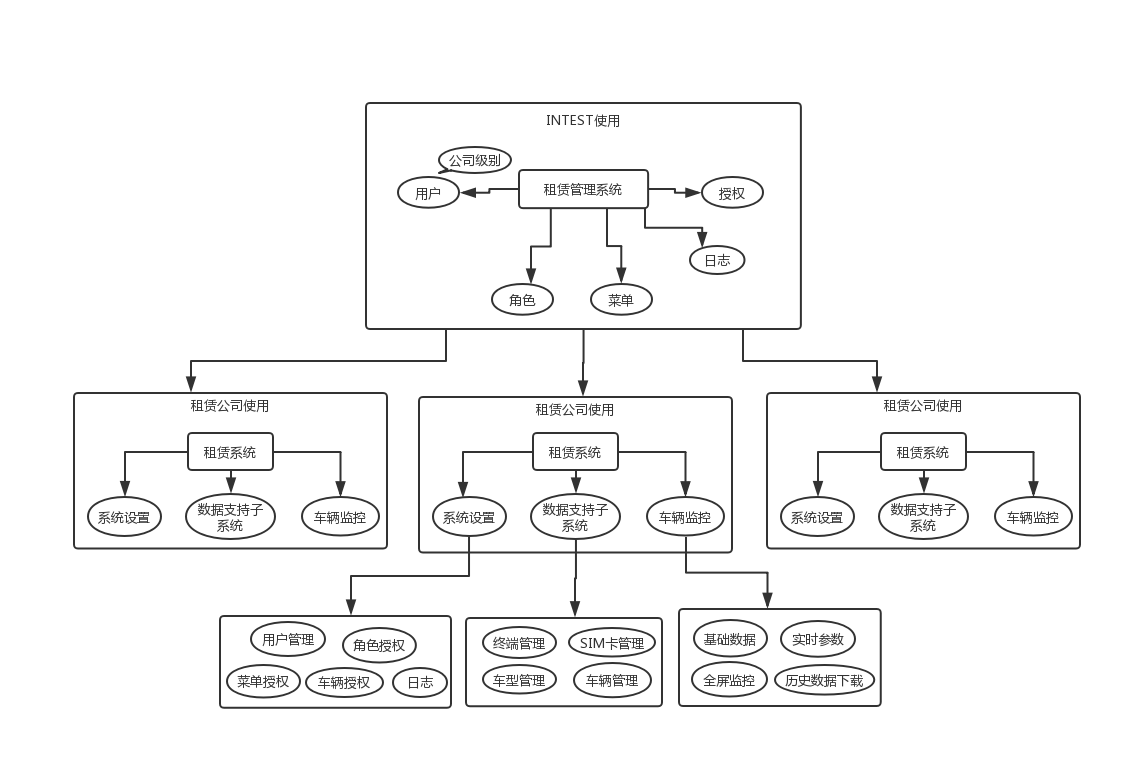 INTEST使用
公司级别
用户
租赁管理系统
授权
日志
角色
菜单
租赁公司使用
租赁系统
系统设置
数据支持子
系统
车辆监控
租赁公司使用
租赁系统
系统设置
数据支持子
系统
车辆监控
租赁公司使用
租赁系统
系统设置
数据支持子
系统
车辆监控
用户管理
角色授权
菜单授权
车辆授权
日志
终端管理
SIM卡管理
车型管理
车辆管理
基础数据
实时参数
全屏监控
历史数据下载